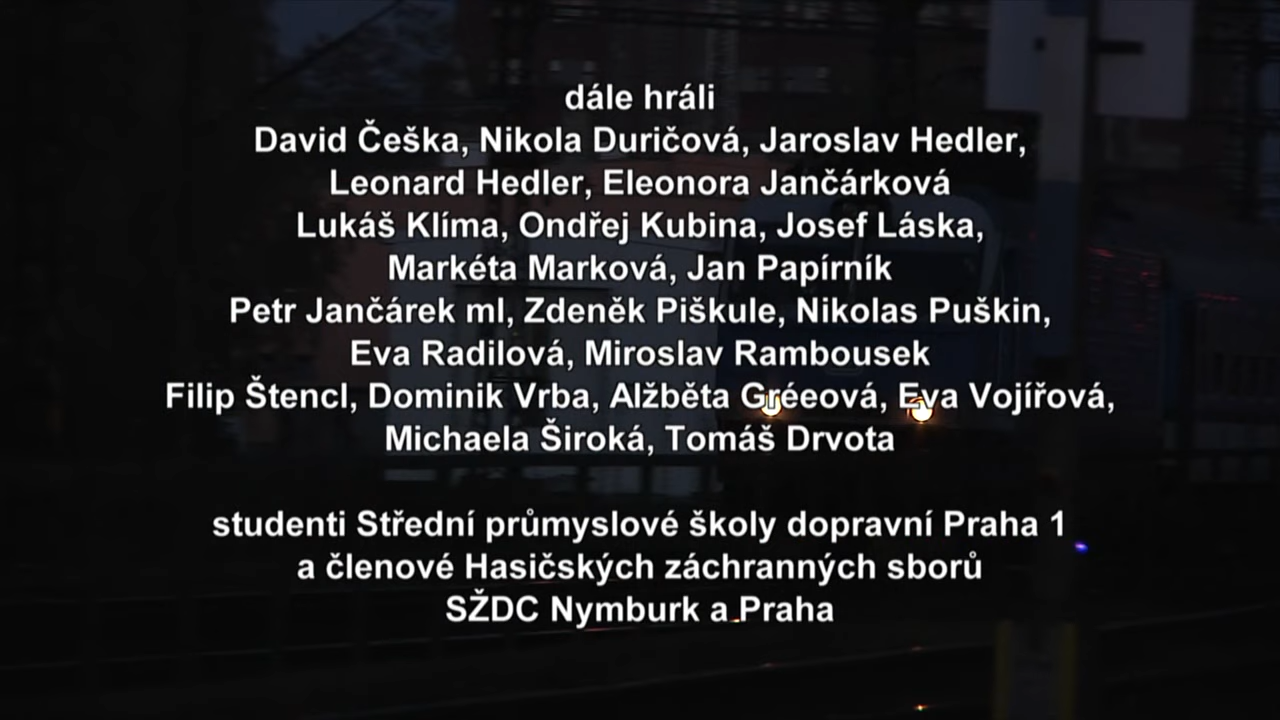 dále hráli
David Češka, Nikola Duričová, Jaroslav Hedler,
Leonard Hedler, Eleonora Jančárková
Lukáš Klíma, Ondřej Kubina, Josef Láska,
Markéta Marková, Jan Papírník
Petr Jančárek ml, Zdeněk Piškule, Nikolas Puškin,
Eva Radilová, Miroslav Rambousek
Filip Štencl, Dominik Vrba, Alžběta Gréeová, Eva Vojířová,
Michaela Široká, Tomáš Drvota
studenti Střední průmyslové školy dopravní Praha 1
a členové Hasičských záchranných sborů
SŽDC Nymburk a Praha